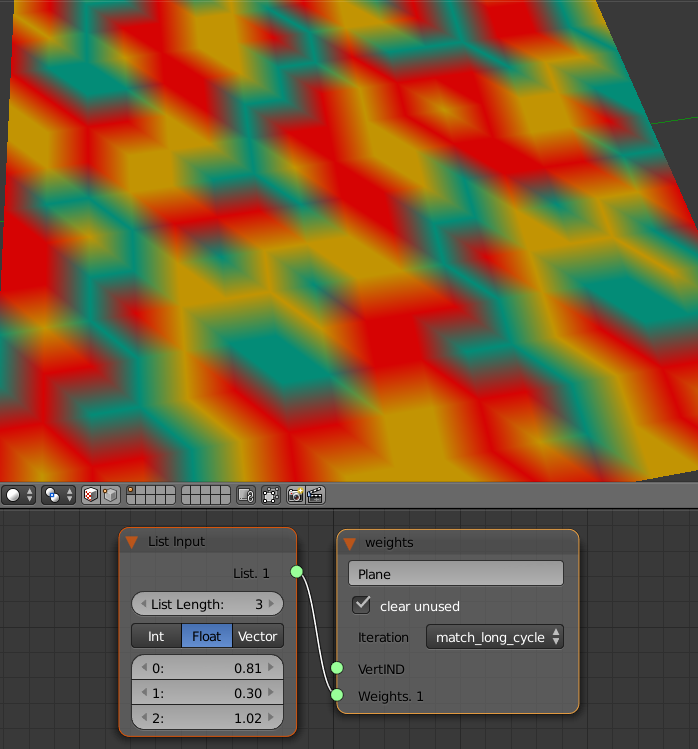 List Input
List. 1
List Length: 3
Int Float Vector
0: 0.81
1: 0.30
2: 1.02
weights
Plane
clear unused
Iteration match_long_cycle
VertIND
Weights. 1